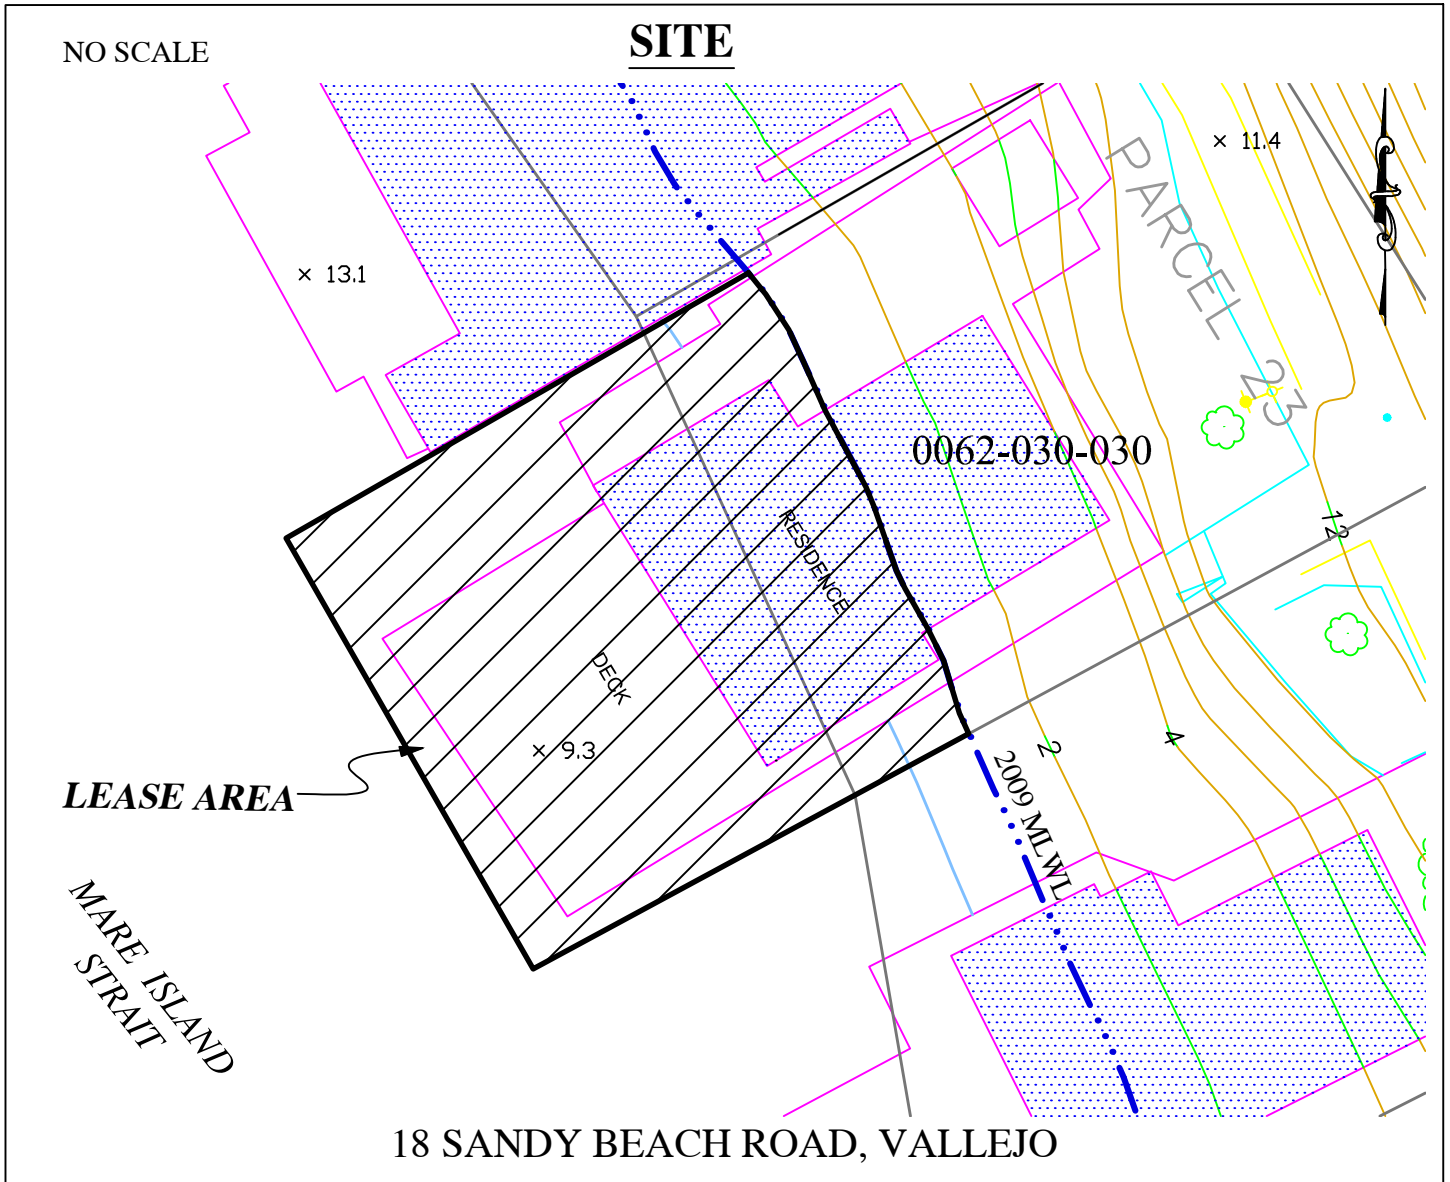 SITE
NO SCALE
× 11.4
PARCEL 23
× 13.1
0062-030-030
12
RESIDENCE
DECK
× 9.3
2
4
2009 MLWL
LEASE AREA
MARE ISLAND
STRAIT
18 SANDY BEACH ROAD, VALLEJO